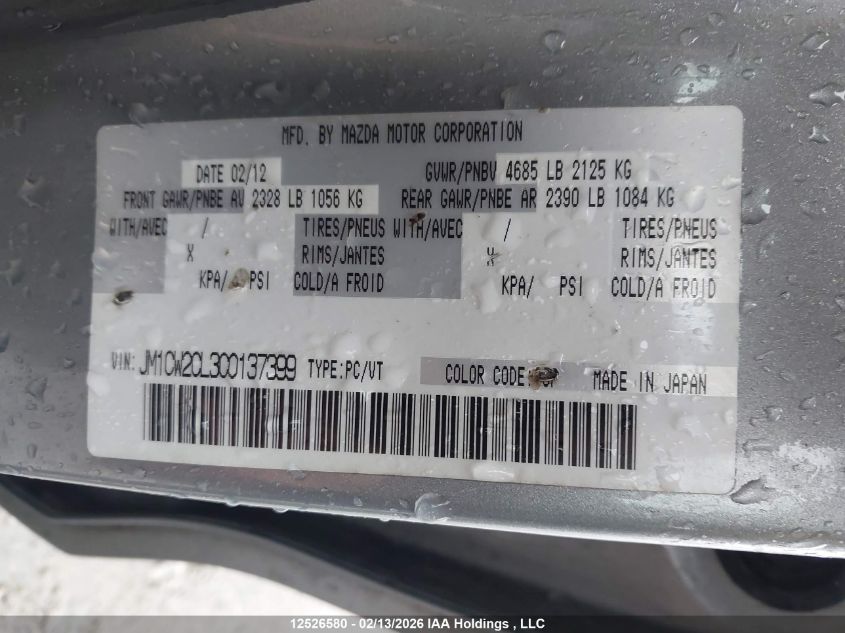 MFD. BY MAZDA MOTOR CORPORATION
DATE 02/12 GVWR/PNBV 4685 LB 2125 KG
FRONT GAWR/PNBE AV 2328 LB 1056 KG REAR GAWR/PNBE AR 2390 LB 1084 KG
WITH/AVEC / TIRES/PNEUS WITH/AVEC / TIRES/PNEUS
X RIMS/JANTES X RIMS/JANTES
KPA/ PSI COLD/A FROID KPA/ PSI COLD/A FROID
VIN: JM1CW2CL3C0137399 TYPE:PC/VT COLOR CODE: MADE IN JAPAN
12526580 - 02/13/2026 IAA Holdings , LLC